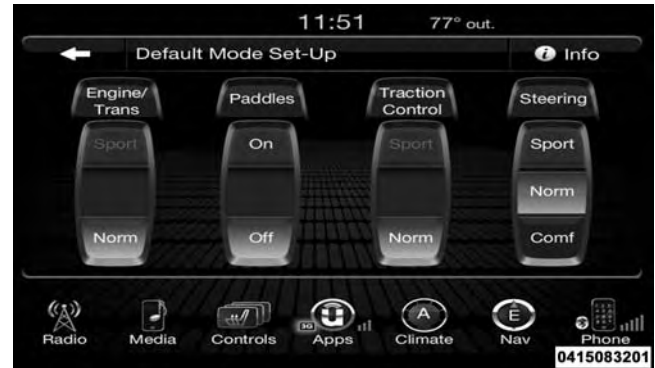 11:51 77° out.
Default Mode Set-Up Info
Engine/
Trans
Paddles
Traction
Control
Steering
Sport On Sport Sport
Norm
Norm Off Norm Comf
3G
A
E
Radio Media Controls Apps Climate Nav Phone
0415083201